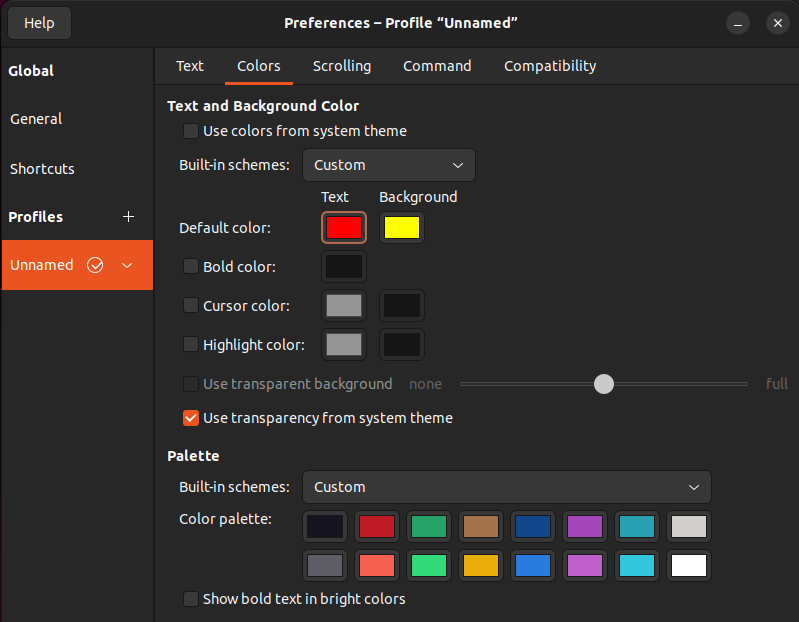 Help
Preferences – Profile “Unnamed”
Global
General
Shortcuts
Profiles
Unnamed
Text Colors Scrolling Command Compatibility
Text and Background Color
Use colors from system theme
Built-in schemes: Custom
Text Background
Default color:
Bold color:
Cursor color:
Highlight color:
Use transparent background none full
Use transparency from system theme
Palette
Built-in schemes: Custom
Color palette:
Show bold text in bright colors